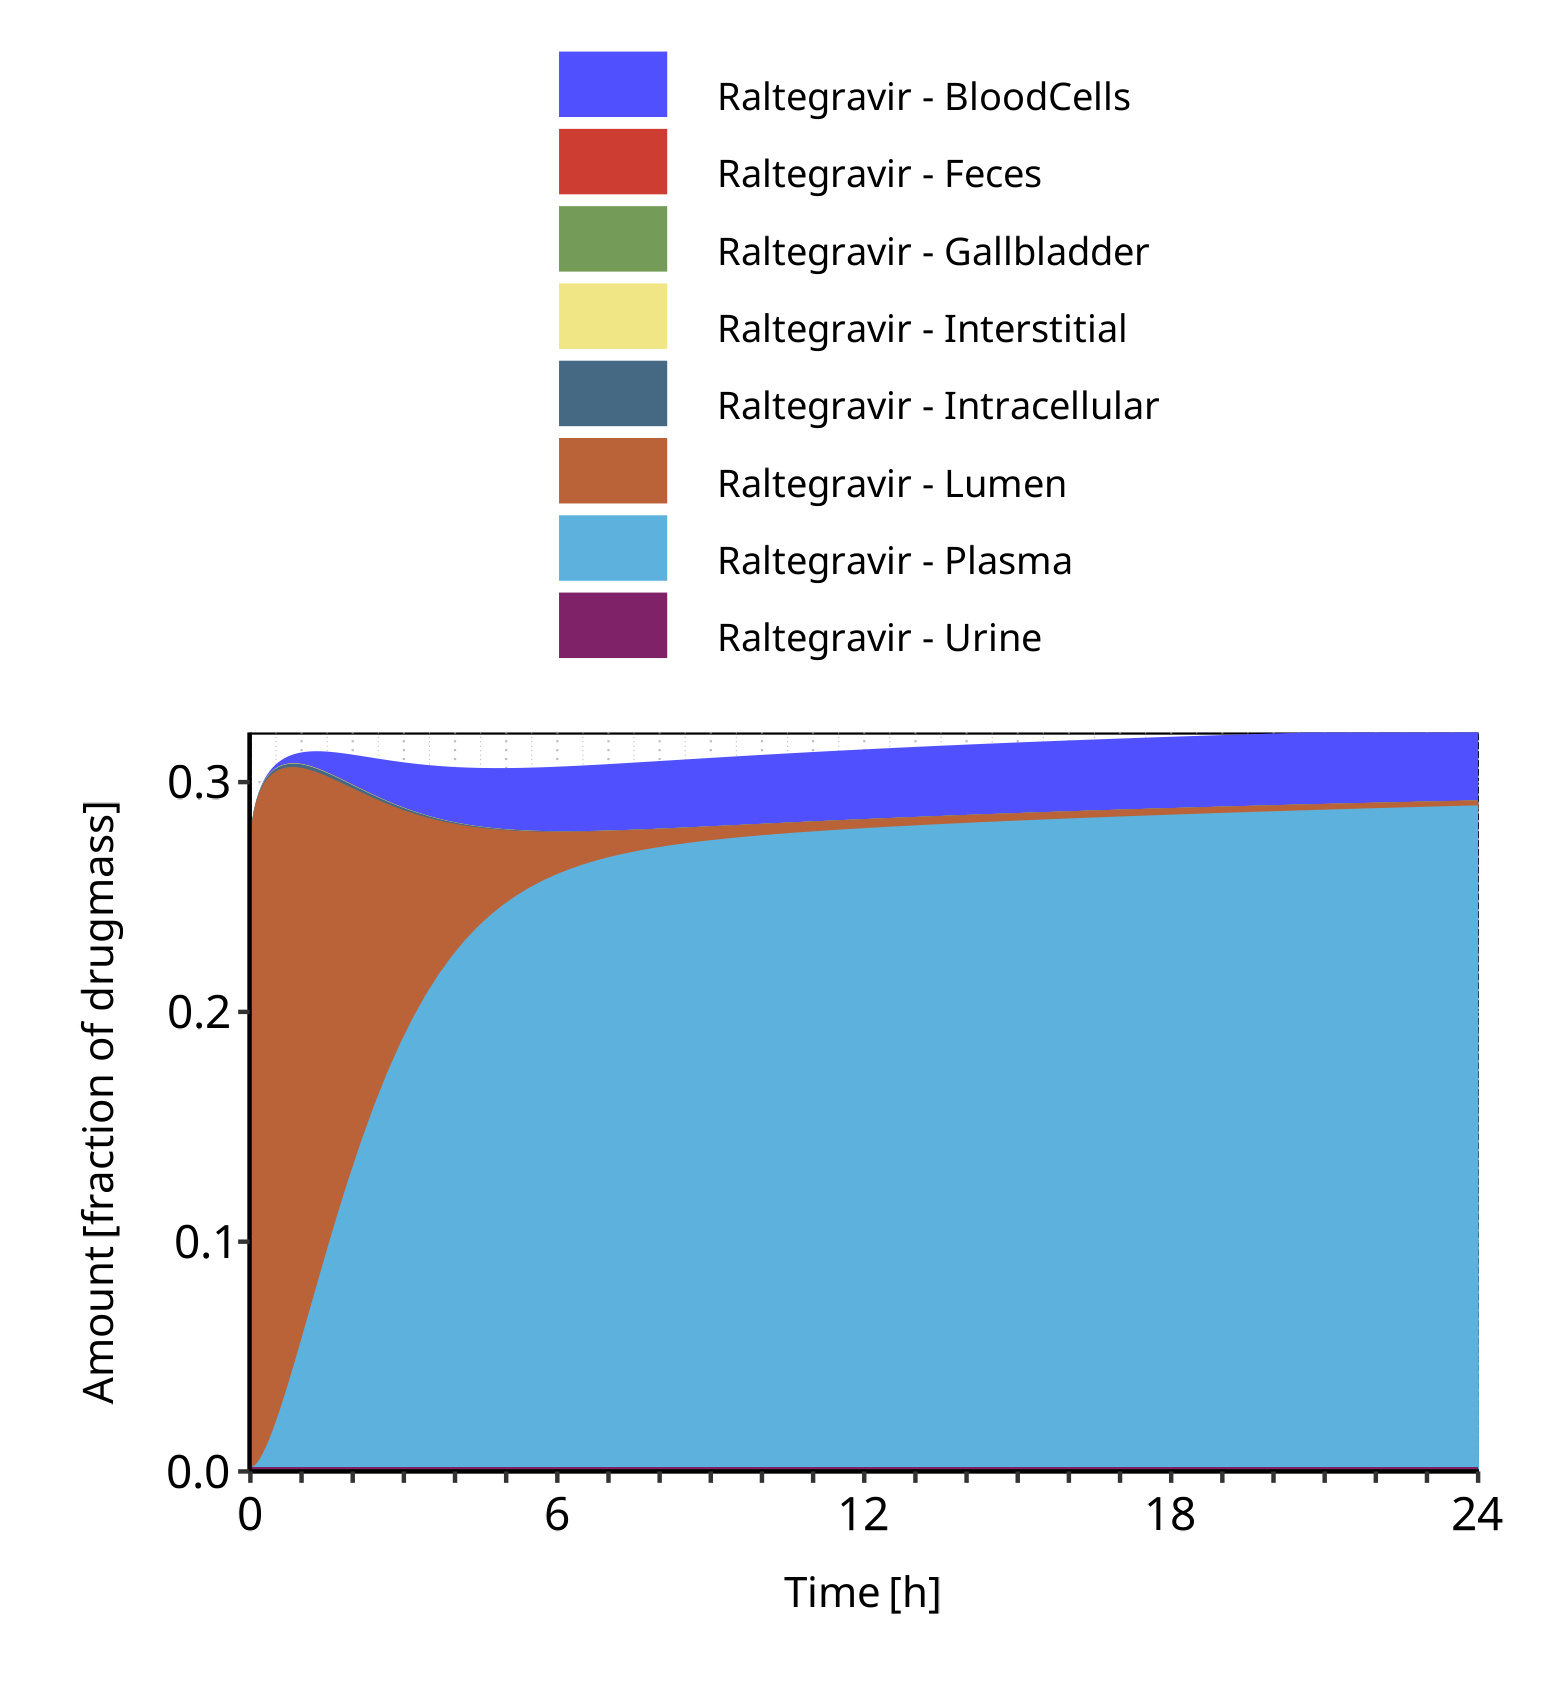 Raltegravir - BloodCells
Raltegravir - Feces
Raltegravir - Gallbladder
Raltegravir - Interstitial
Raltegravir - Intracellular
Raltegravir - Lumen
Raltegravir - Plasma
Raltegravir - Urine
Amount [fraction of drugmass]
0.3
0.2
0.1
0.0
0 6 12 18 24
Time [h]